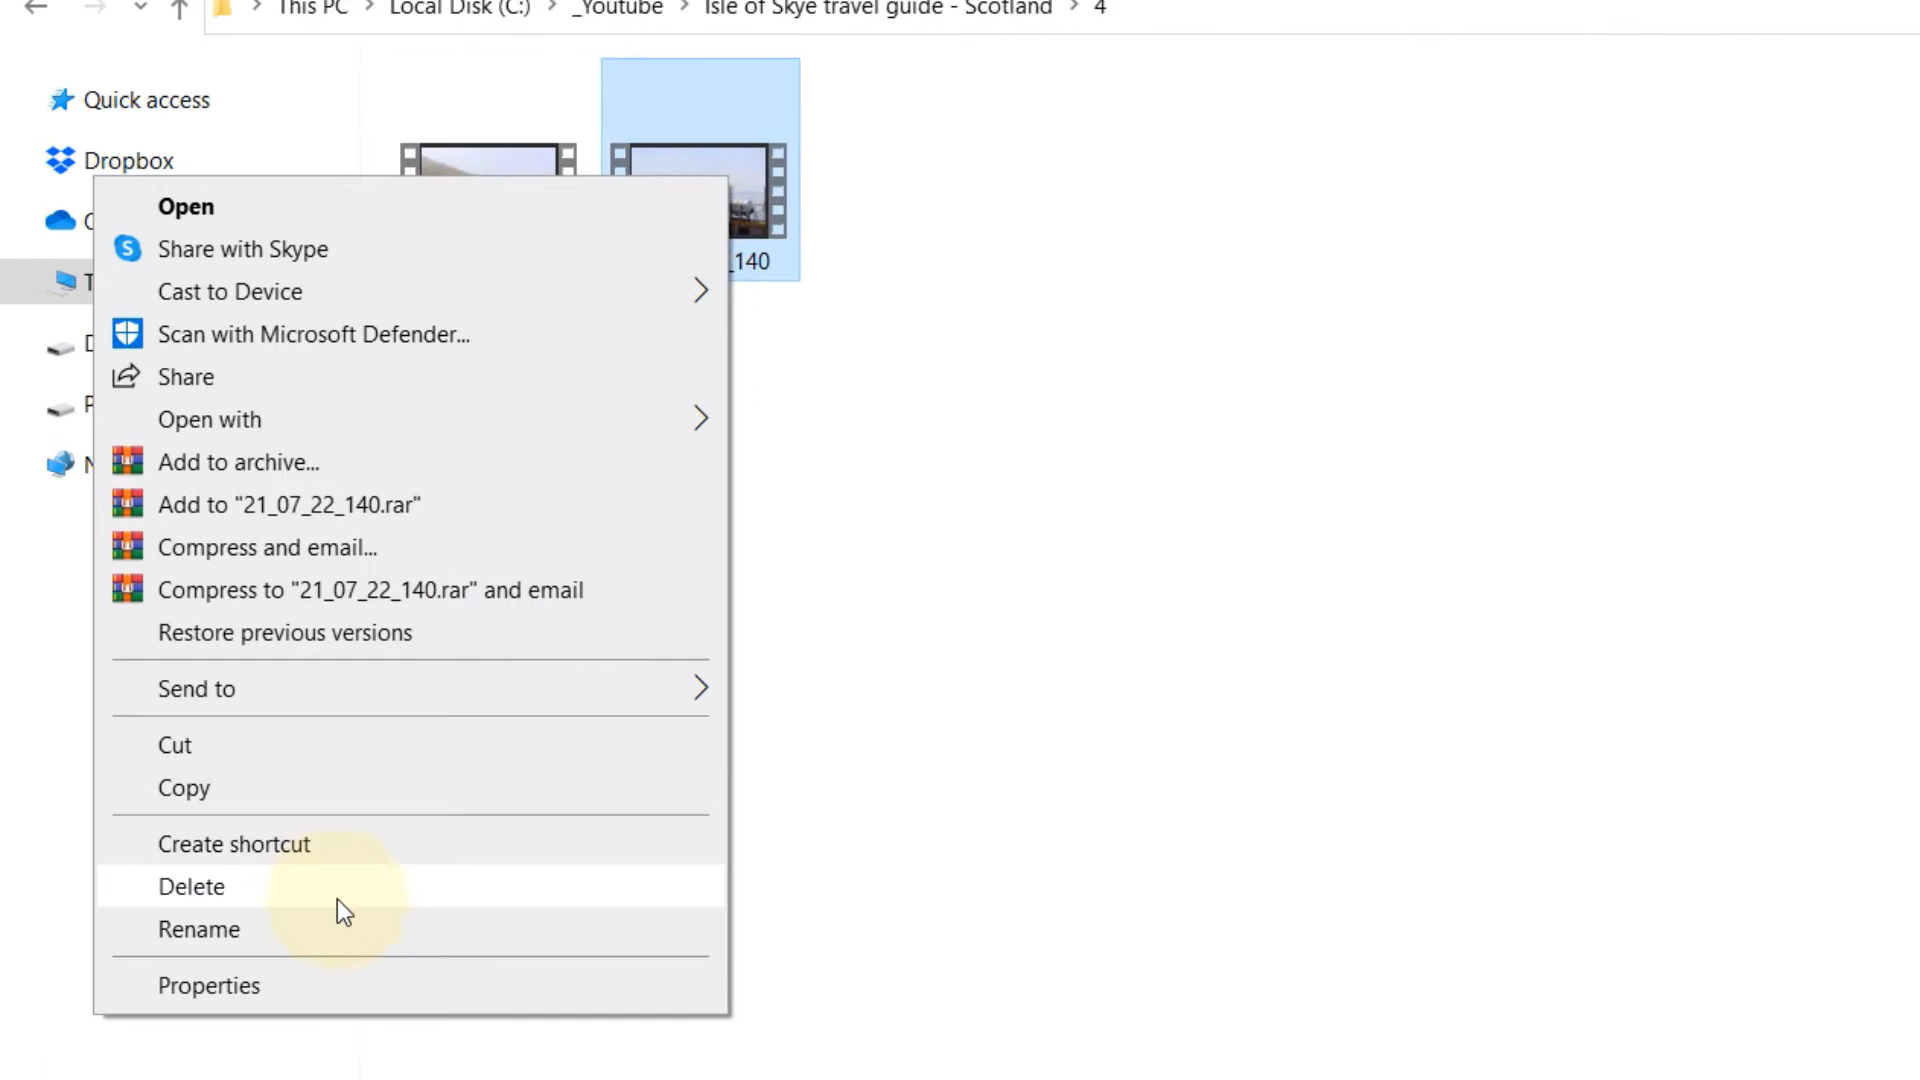 This PC > Local Disk (C:) > _Youtube > Isle of Skye travel guide - Scotland > 4
Quick access
Dropbox
_140
Open
Share with Skype
Cast to Device
Scan with Microsoft Defender...
Share
Open with
Add to archive...
Add to "21_07_22_140.rar"
Compress and email...
Compress to "21_07_22_140.rar" and email
Restore previous versions
Send to
Cut
Copy
Create shortcut
Delete
Rename
Properties